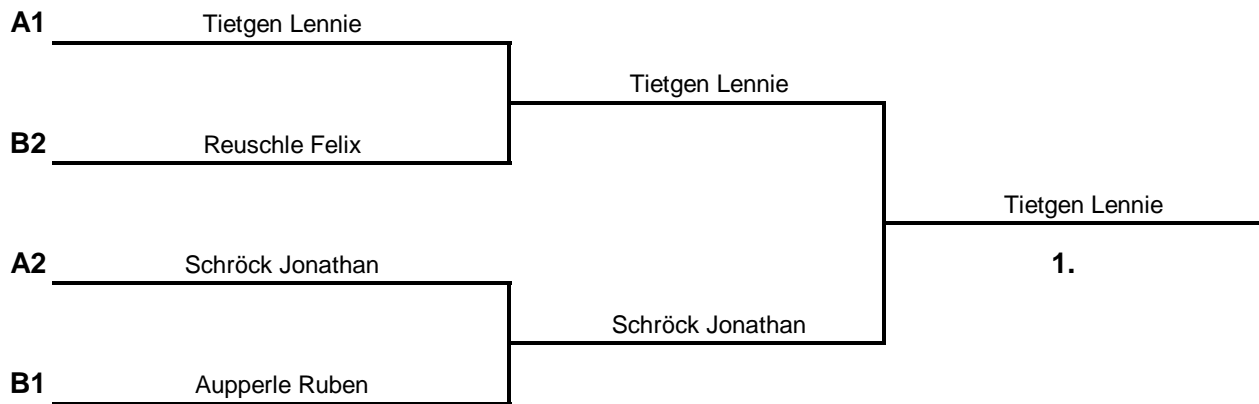 A1 Tietgen Lennie
Tietgen Lennie
B2 Reuschle Felix
Tietgen Lennie
A2 Schröck Jonathan 1.
Schröck Jonathan
B1 Aupperle Ruben